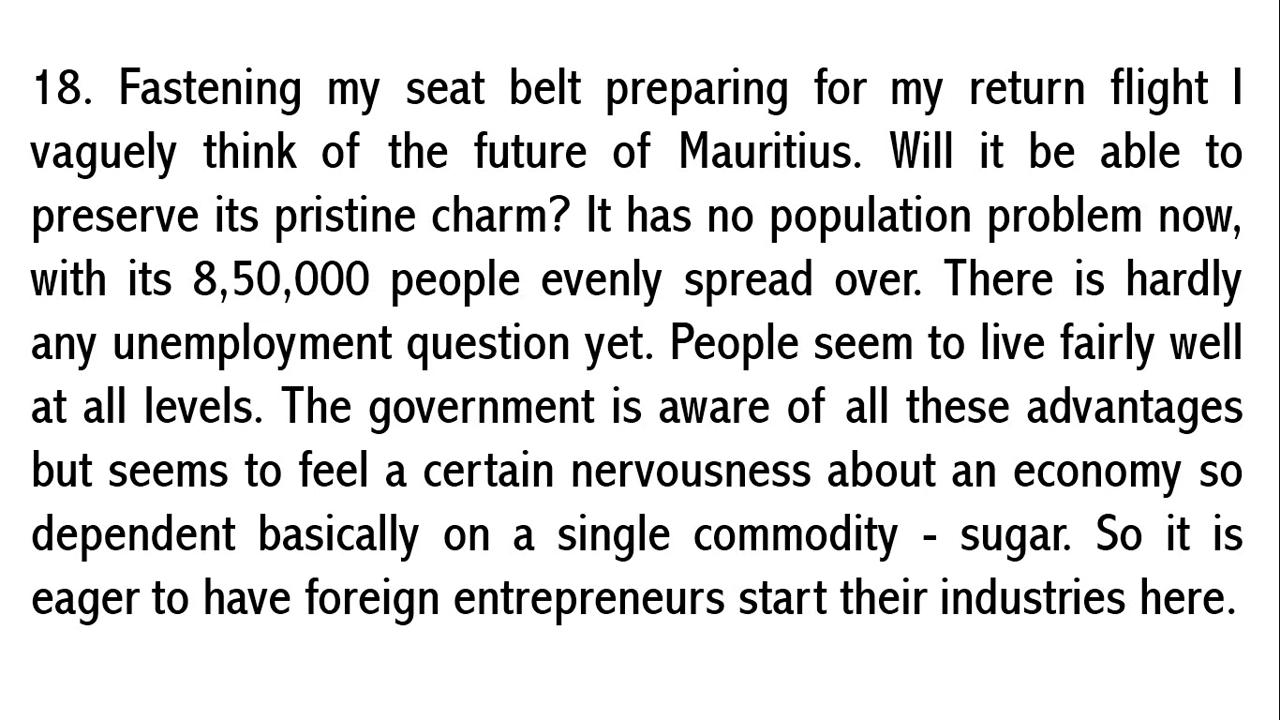 18. Fastening my seat belt preparing for my return flight I
vaguely think of the future of Mauritius. Will it be able to
preserve its pristine charm? It has no population problem now,
with its 8,50,000 people evenly spread over. There is hardly
any unemployment question yet. People seem to live fairly well
at all levels. The government is aware of all these advantages
but seems to feel a certain nervousness about an economy so
dependent basically on a single commodity - sugar. So it is
eager to have foreign entrepreneurs start their industries here.